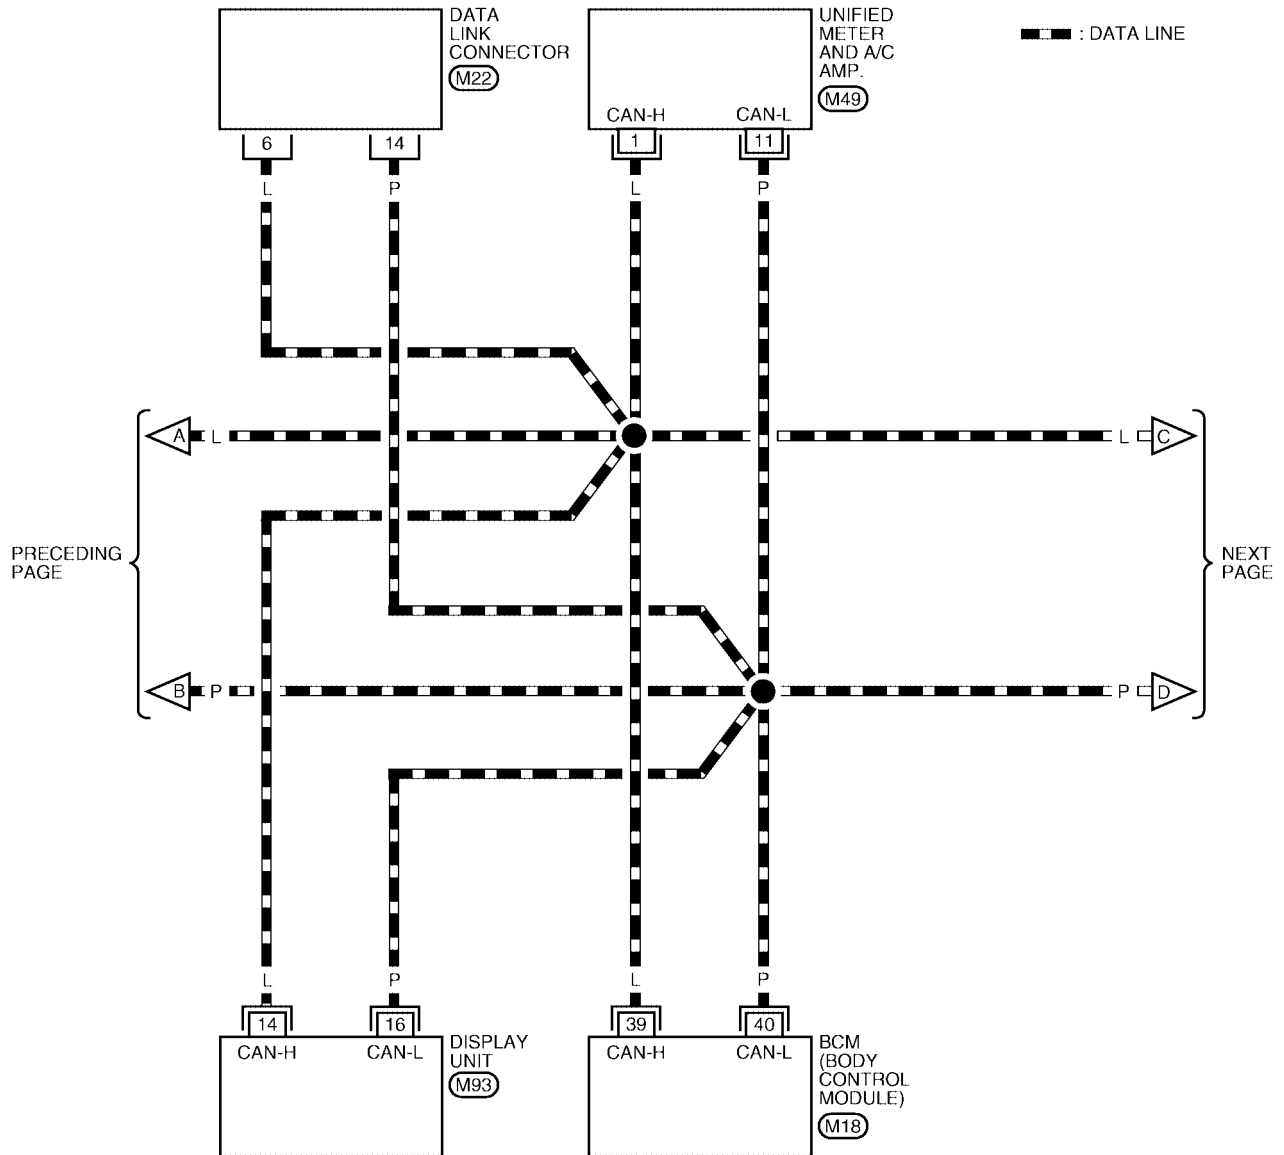 DATA
LINK
CONNECTOR
M22
UNIFIED
METER
AND A/C
AMP.
M49
: DATA LINE
CAN-H
CAN-L
6
14
1
11
L
P
L
P
A
L
L
C
PRECEDING
PAGE
NEXT
PAGE
B
P
P
D
L
P
L
P
14
16
39
40
CAN-H
CAN-L
DISPLAY
UNIT
M93
CAN-H
CAN-L
BCM
(BODY
CONTROL
MODULE)
M18